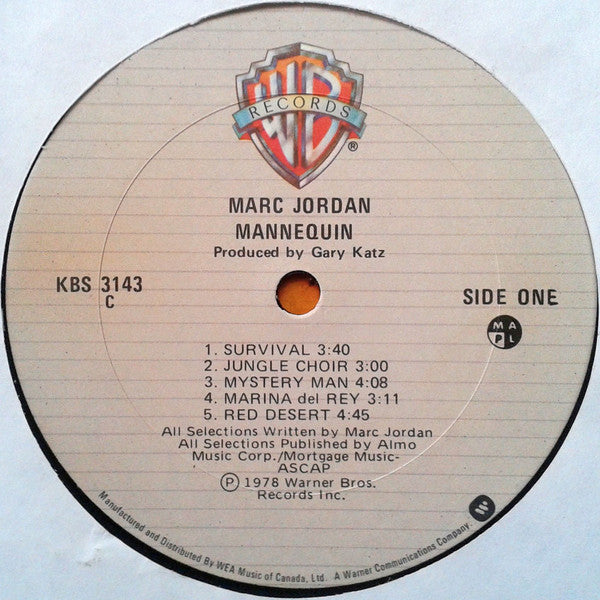 WB
RECORDS
®
MARC JORDAN
MANNEQUIN
Produced by Gary Katz
KBS 3143
C
SIDE ONE
M A
P L
1. SURVIVAL 3:40
2. JUNGLE CHOIR 3:00
3. MYSTERY MAN 4:08
4. MARINA del REY 3:11
5. RED DESERT 4:45
All Selections Written by Marc Jordan
All Selections Published by Almo
Music Corp./Mortgage Music-
ASCAP
Ⓟ 1978 Warner Bros.
Records Inc.
Manufactured and Distributed By WEA Music of Canada, Ltd. A Warner Communications Company.